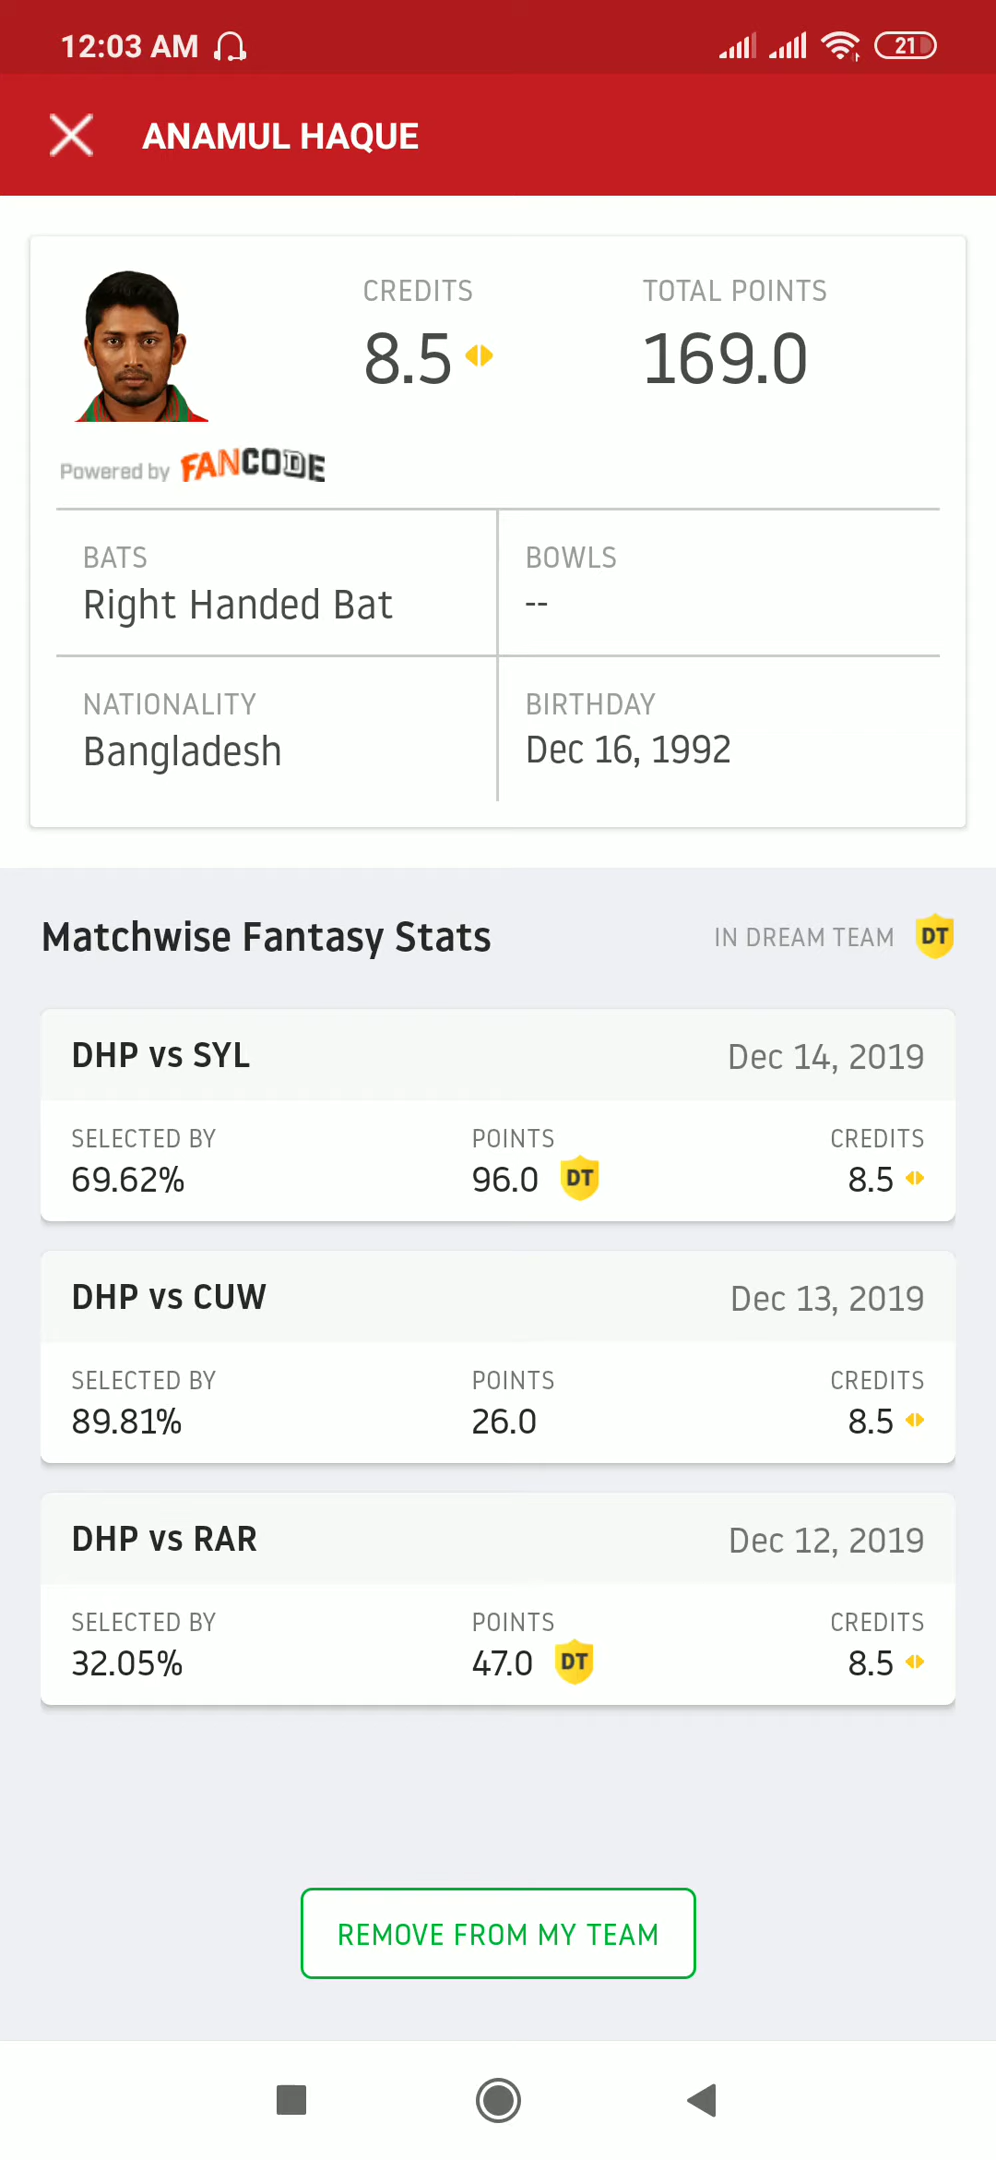 12:03 AM 21
ANAMUL HAQUE
CREDITS TOTAL POINTS
8.5 169.0
Powered by FANCODE
BATS BOWLS
Right Handed Bat --
NATIONALITY BIRTHDAY
Bangladesh Dec 16, 1992
Matchwise Fantasy Stats IN DREAM TEAM DT
DHP vs SYL Dec 14, 2019
SELECTED BY POINTS CREDITS
69.62% 96.0 DT 8.5
DHP vs CUW Dec 13, 2019
SELECTED BY POINTS CREDITS
89.81% 26.0 8.5
DHP vs RAR Dec 12, 2019
SELECTED BY POINTS CREDITS
32.05% 47.0 DT 8.5
REMOVE FROM MY TEAM